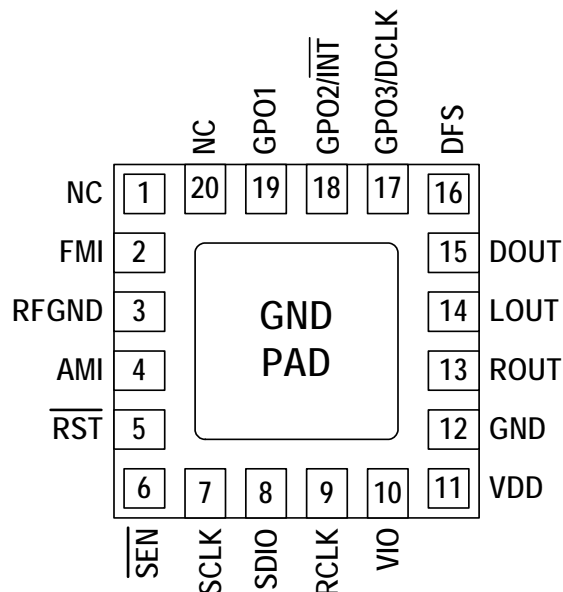 NC
GPO1
GPO2/INT
GPO3/DCLK
DFS
NC 1 20 19 18 17 16
FMI 2 15 DOUT
RFGND 3 14 LOUT
GND
PAD
AMI 4 13 ROUT
RST 5 12 GND
6 7 8 9 10 11 VDD
SEN
SCLK
SDIO
RCLK
VIO